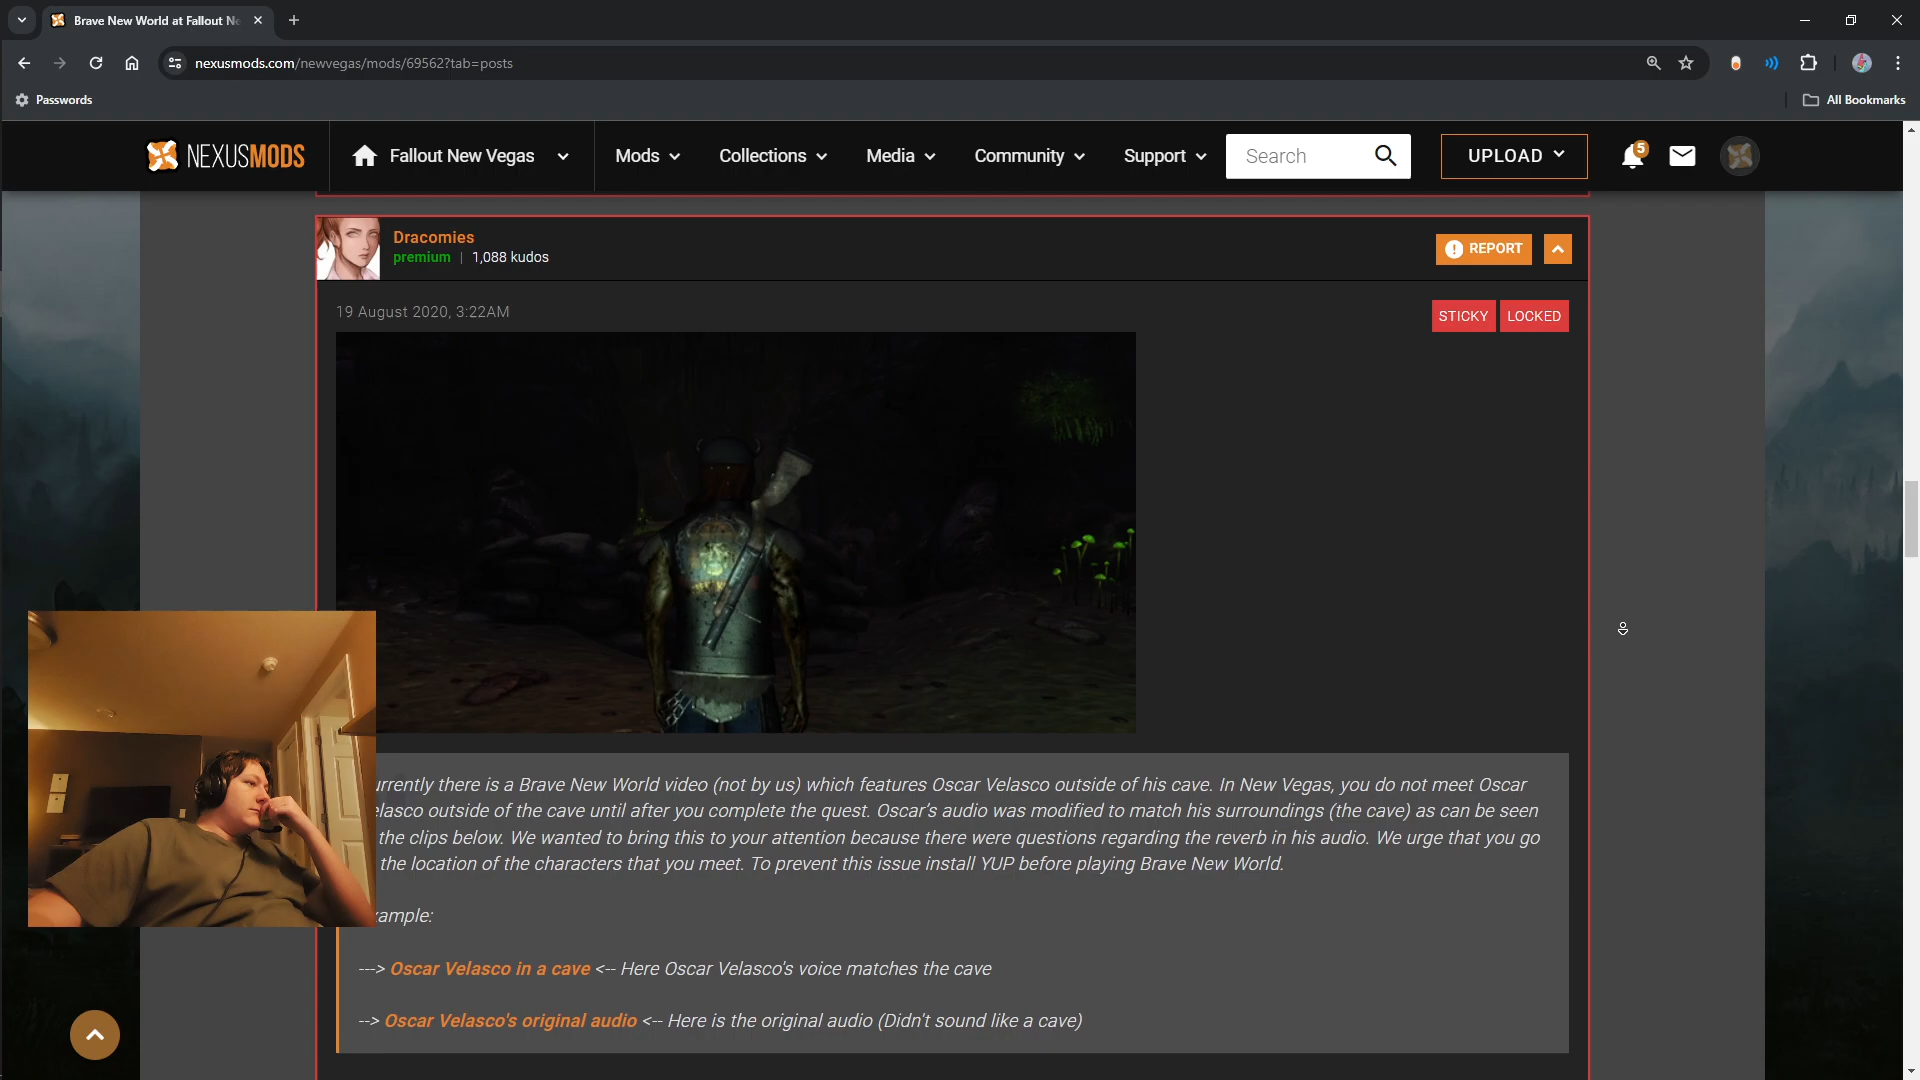 Brave New World at Fallout Ne
nexusmods.com/newvegas/mods/69562?tab=posts
Passwords
All Bookmarks
NEXUSMODS
Fallout New Vegas
Mods
Collections
Media
Community
Support
Search
UPLOAD
5
Dracomies
premium | 1,088 kudos
REPORT
19 August 2020, 3:22AM
STICKY
LOCKED
urrently there is a Brave New World video (not by us) which features Oscar Velasco outside of his cave. In New Vegas, you do not meet Oscar
elasco outside of the cave until after you complete the quest. Oscar's audio was modified to match his surroundings (the cave) as can be seen
the clips below. We wanted to bring this to your attention because there were questions regarding the reverb in his audio. We urge that you go
the location of the characters that you meet. To prevent this issue install YUP before playing Brave New World.
xample:
---> Oscar Velasco in a cave <-- Here Oscar Velasco's voice matches the cave
--> Oscar Velasco's original audio <-- Here is the original audio (Didn't sound like a cave)